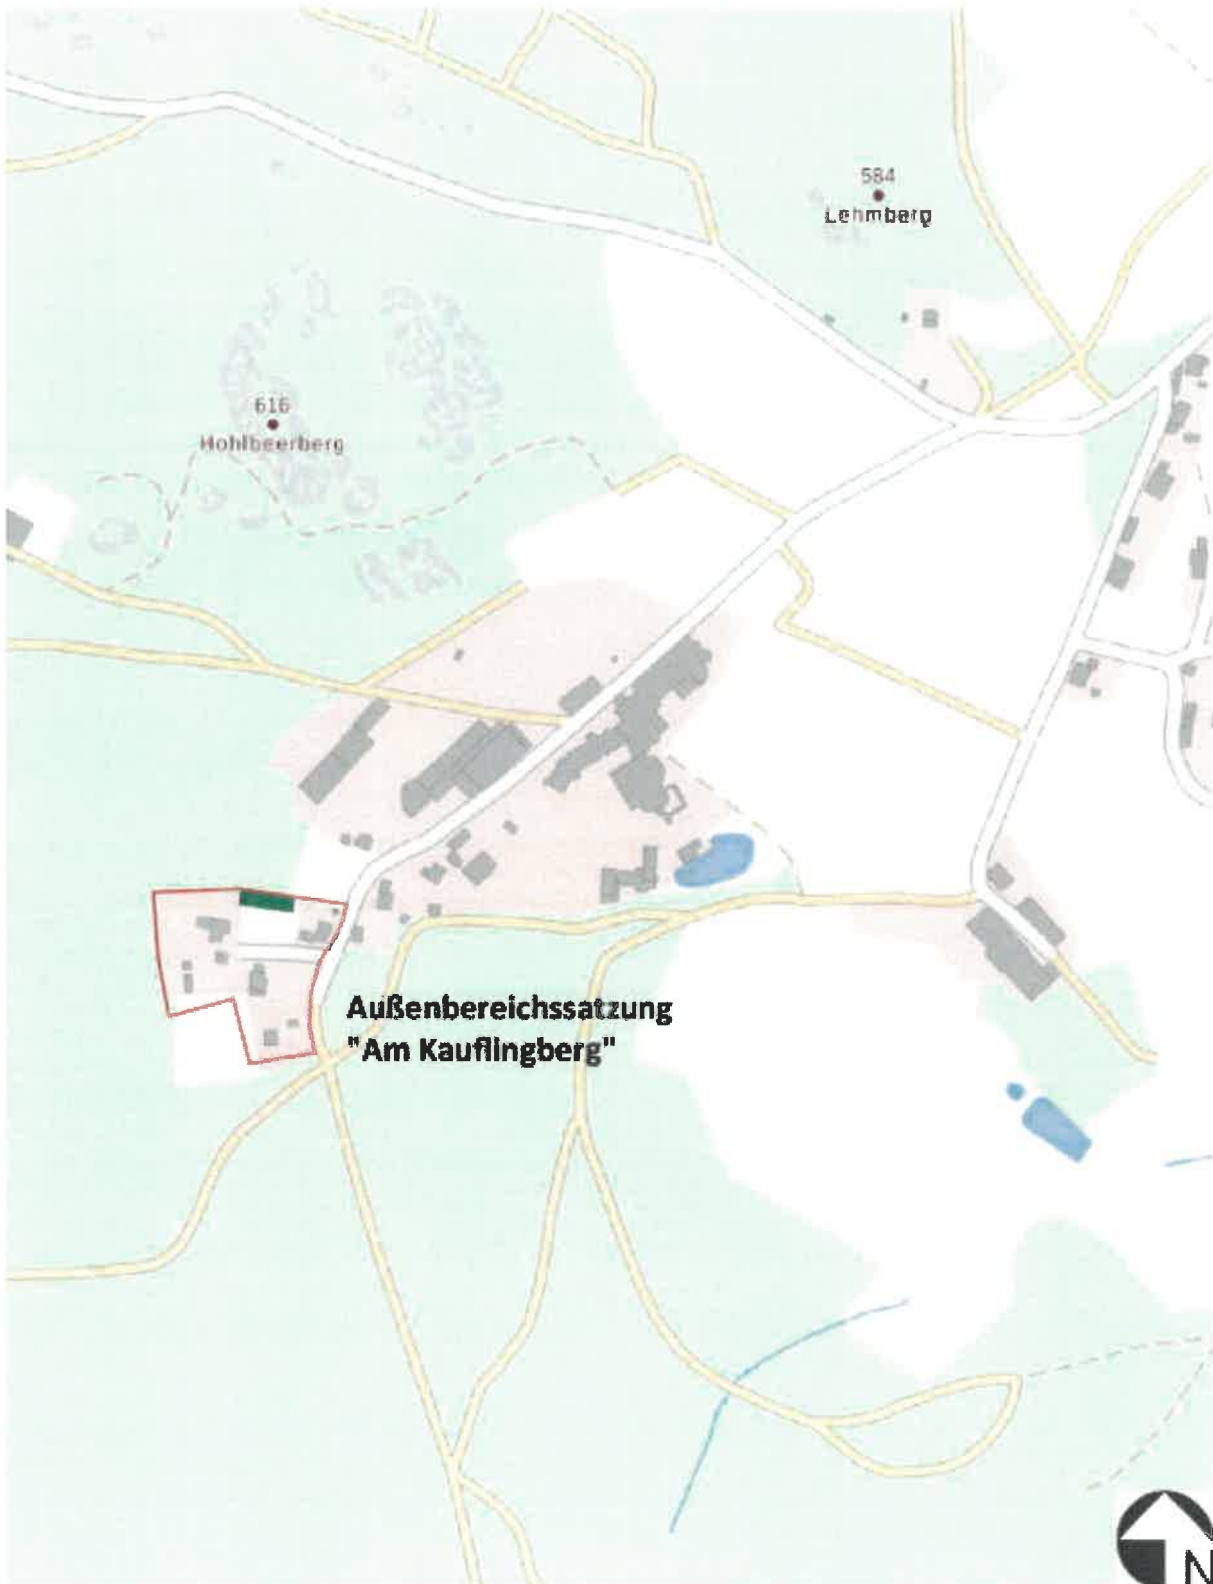 584
Lehmberg
616
Hohlbeerberg
Außenbereichssatzung
"Am Kauflingberg"
N